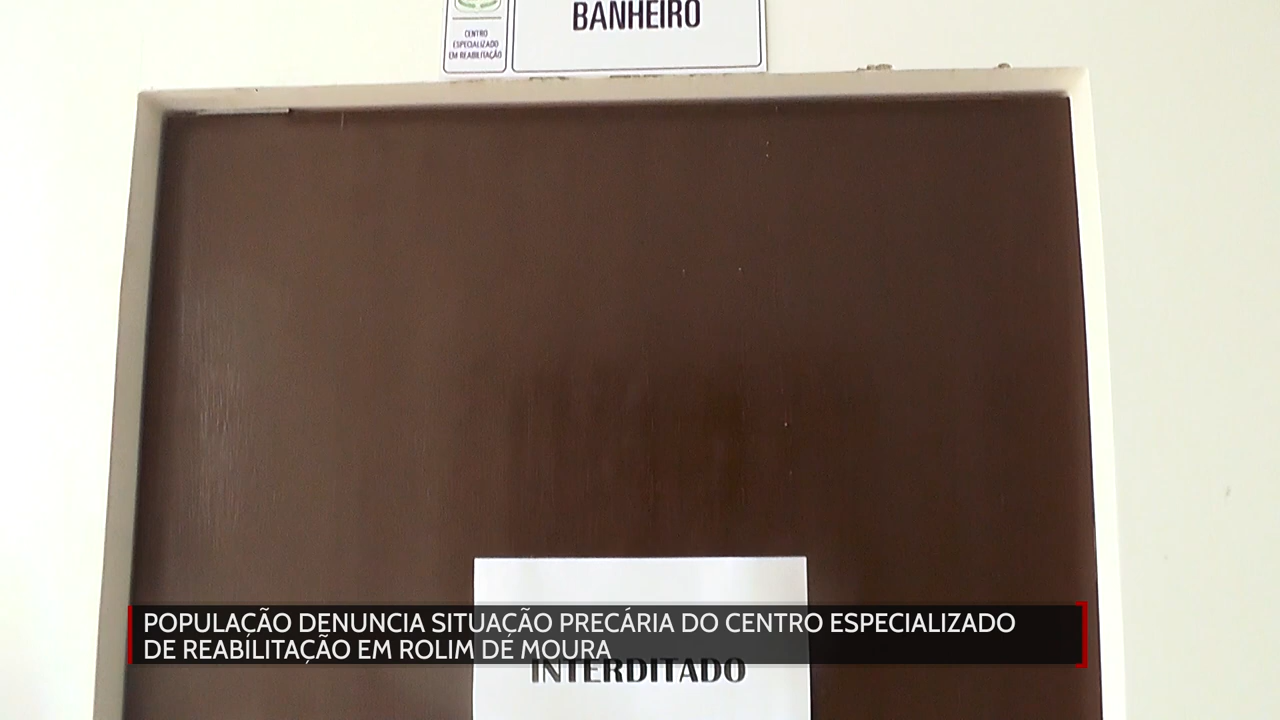 BANHEIRO
CENTRO
ESPECIALIZADO
EM REABILITAÇÃO
POPULAÇÃO DENUNCIA SITUAÇÃO PRECÁRIA DO CENTRO ESPECIALIZADO
DE REABILITAÇÃO EM ROLIM DE MOURA
INTERDITADO